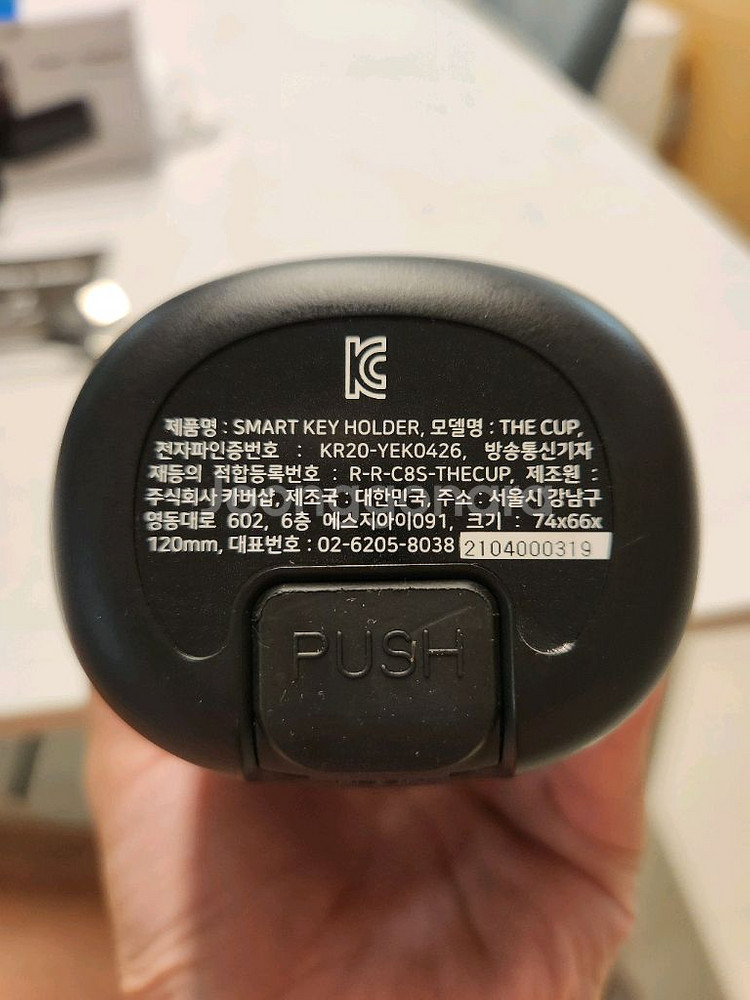 KC
제품명 : SMART KEY HOLDER, 모델명 : THE CUP,
전자파인증번호 : KR20-YEK0426, 방송통신기자
재등의 적합등록번호 : R-R-C8S-THECUP, 제조원 :
주식회사 카버샵, 제조국 : 대한민국, 주소 : 서울시 강남구
영동대로 602, 6층 에스지아이091, 크기 : 74x66x
120mm, 대표번호 : 02-6205-8038 2104000319
PUSH